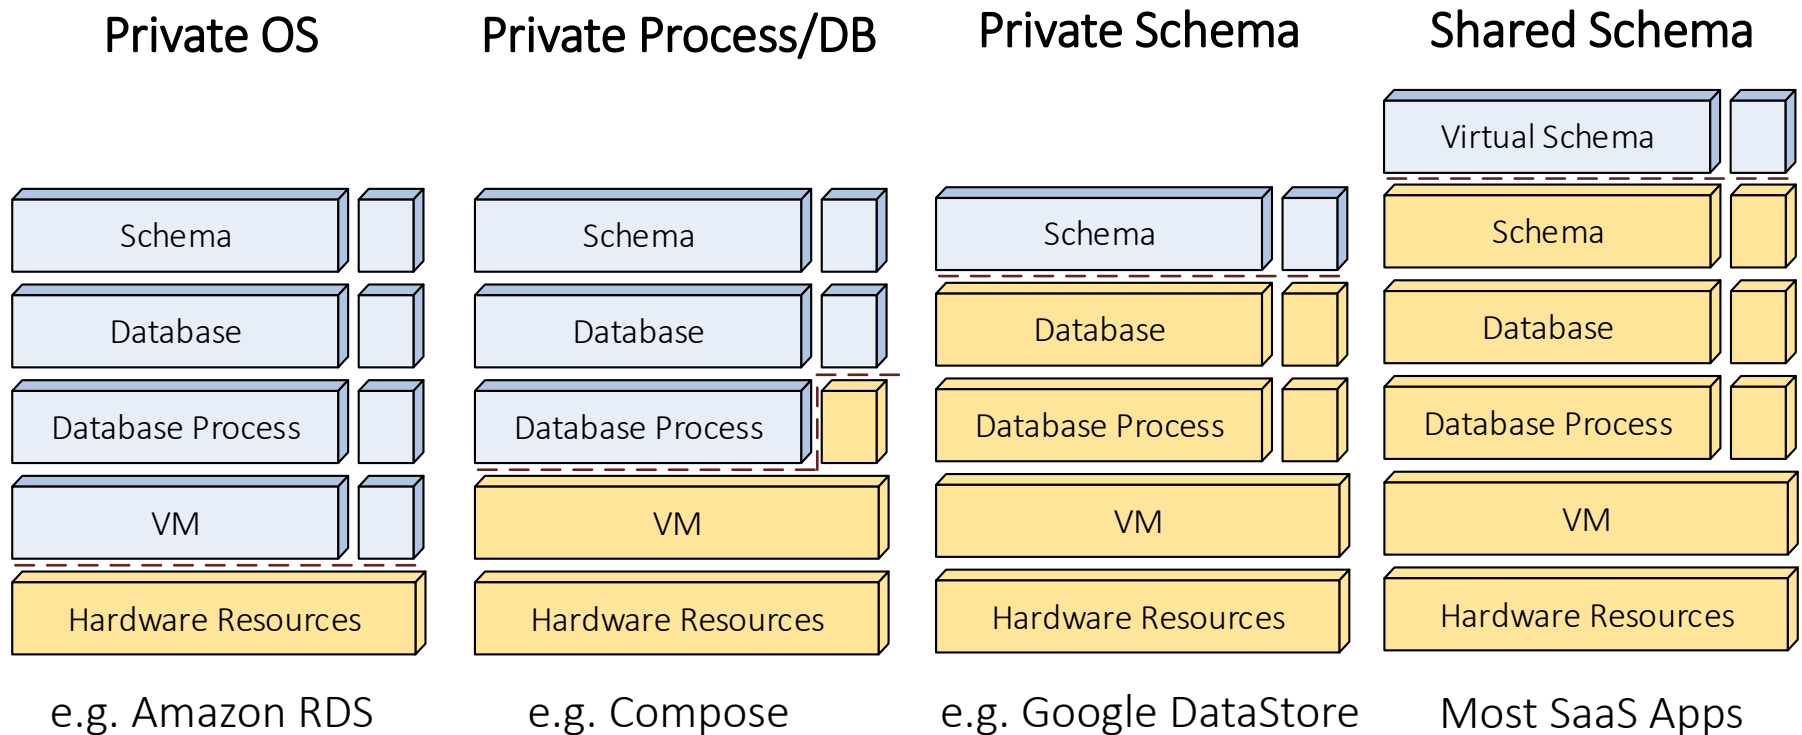 Private OS
Private Process/DB
Private Schema
Shared Schema
Schema
Database
Database Process
VM
Hardware Resources
e.g. Amazon RDS
Schema
Database
Database Process
VM
Hardware Resources
e.g. Compose
Schema
Database
Database Process
VM
Hardware Resources
e.g. Google DataStore
Virtual Schema
Schema
Database
Database Process
VM
Hardware Resources
Most SaaS Apps